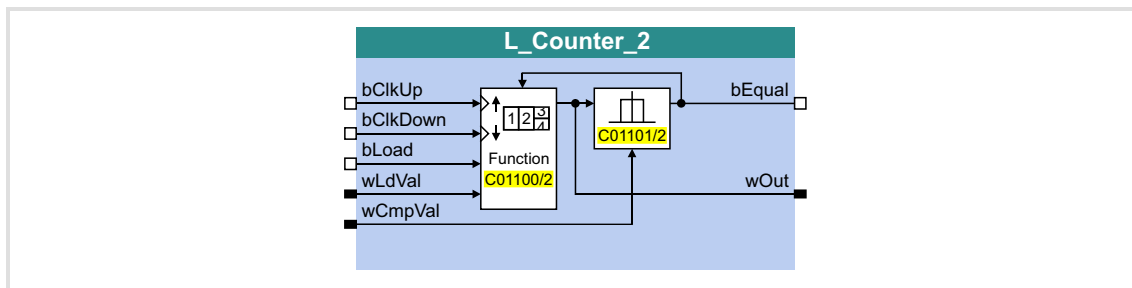 L_Counter_2
bClkUp
bClkDown
bLoad
wLdVal
wCmpVal
1 2 3 4
Function
C01100/2
C01101/2
bEqual
wOut